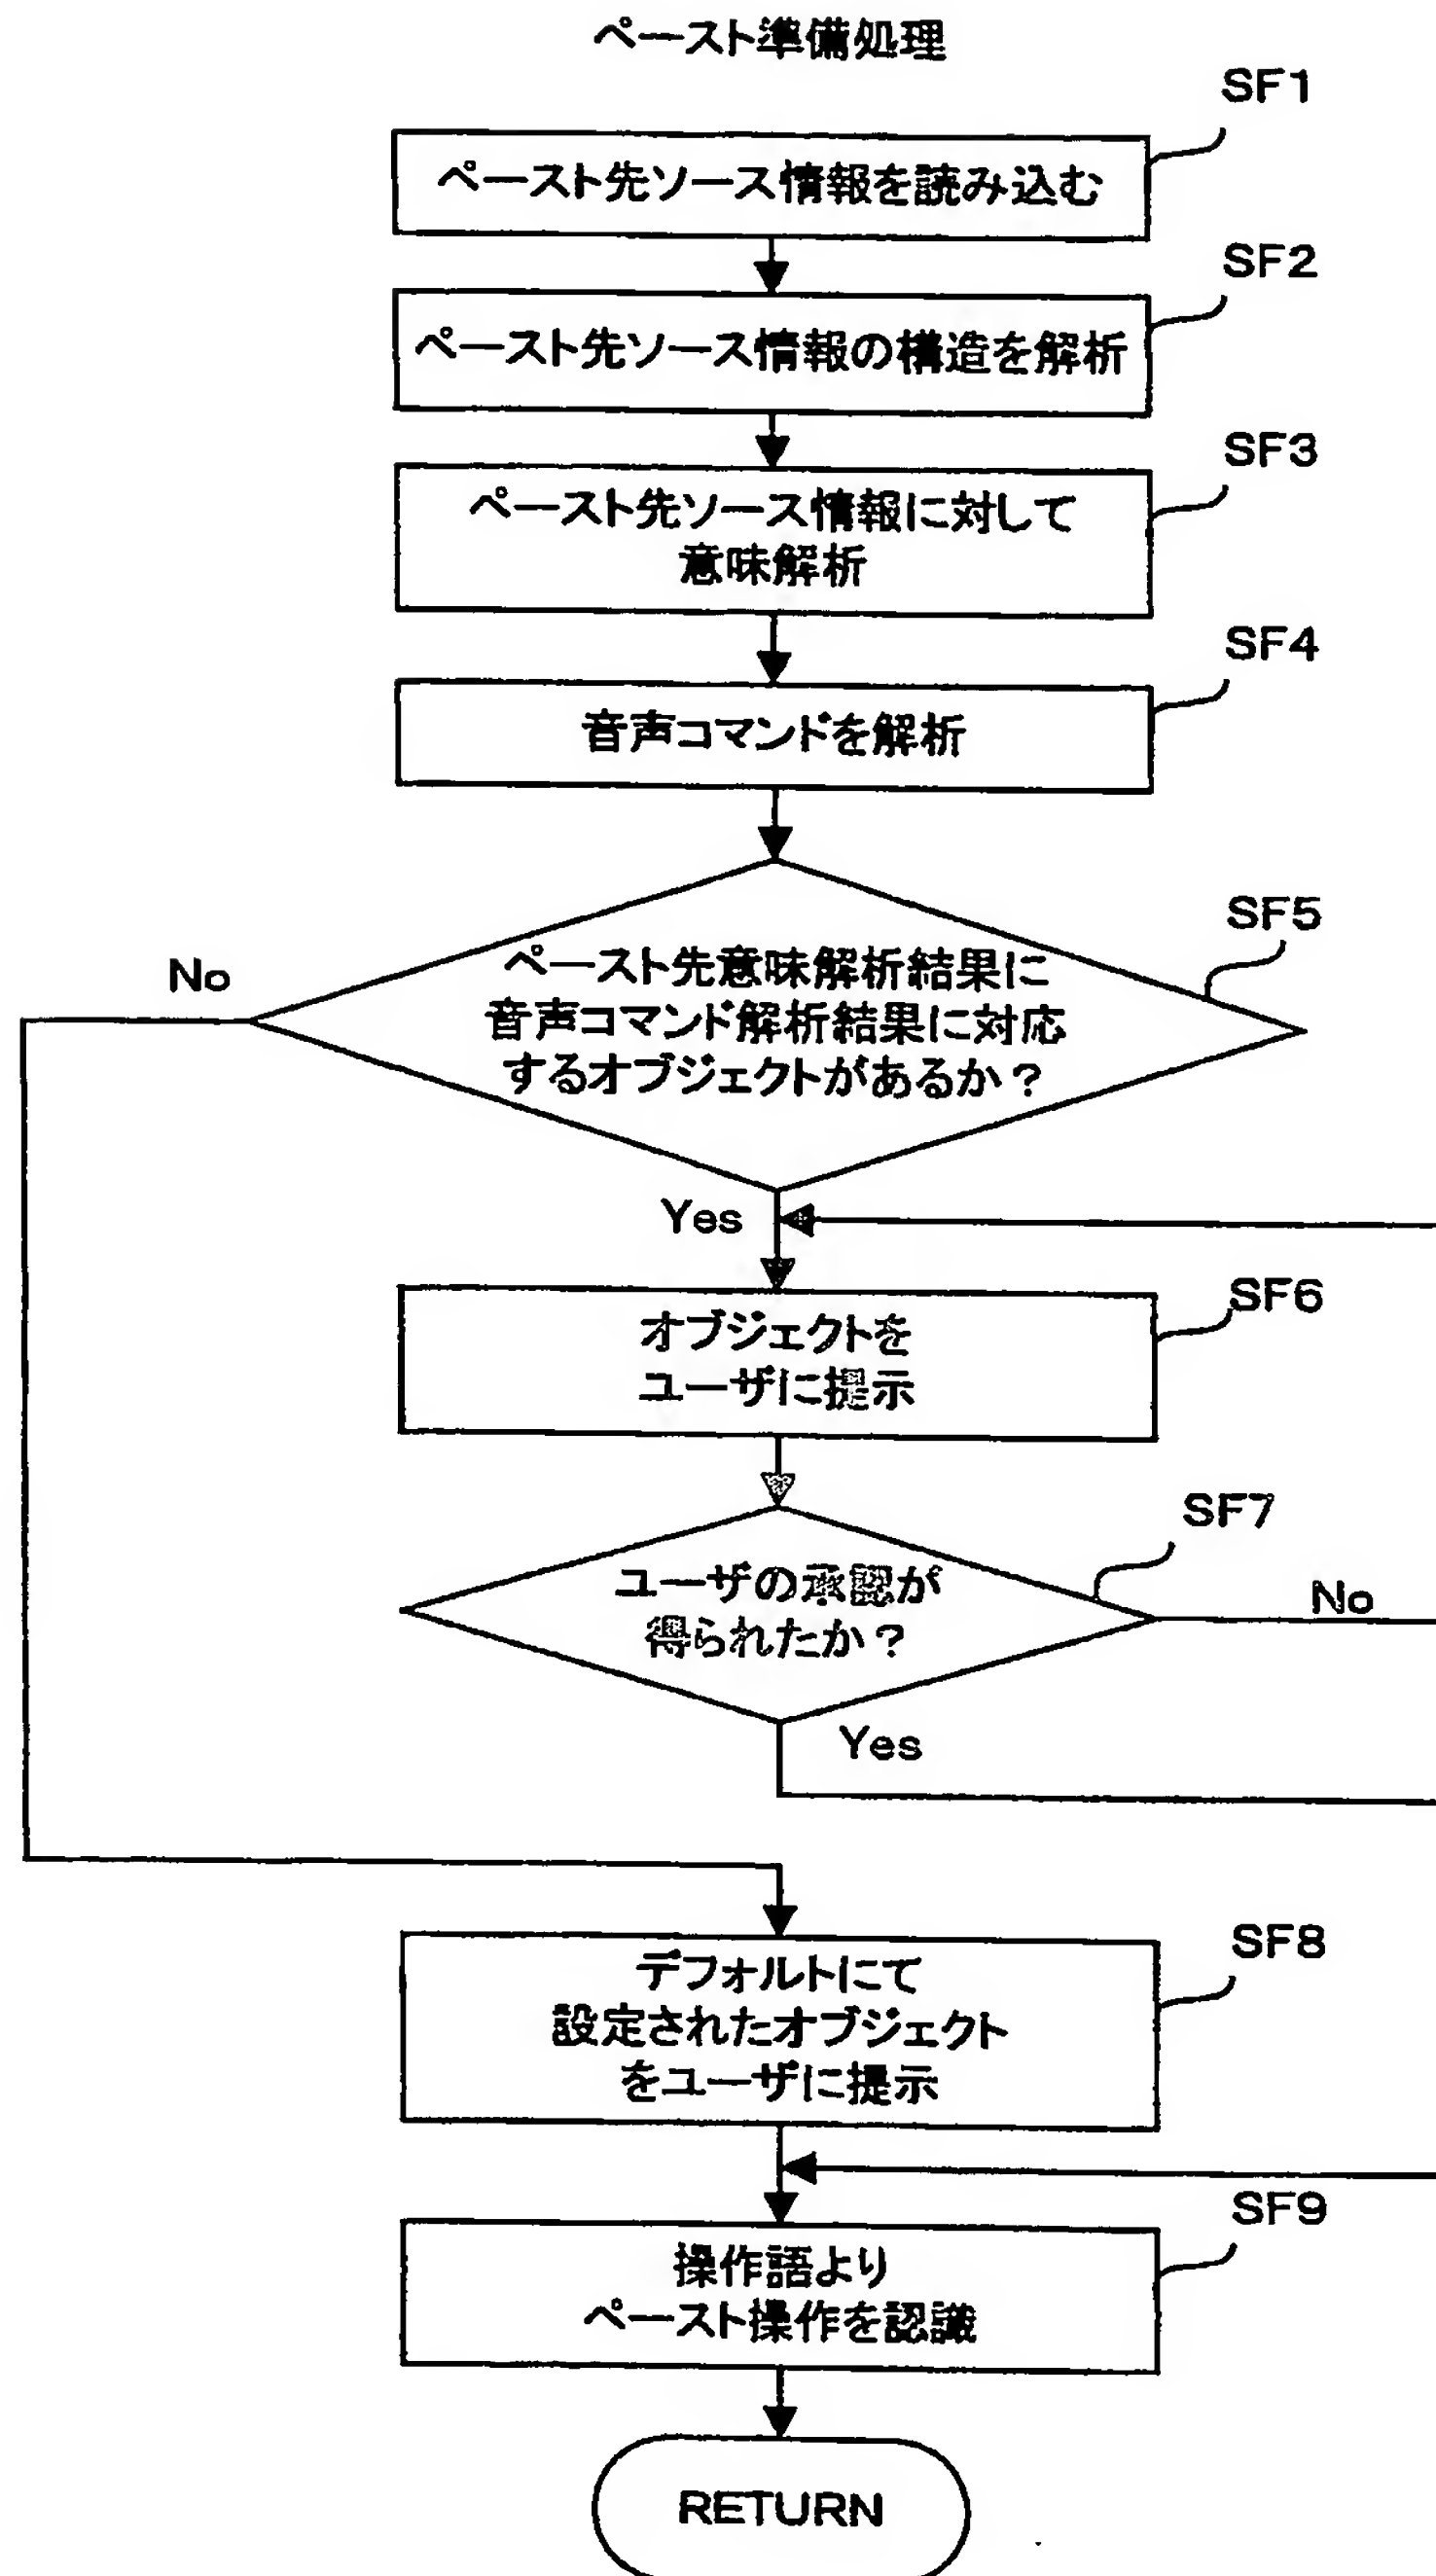 ペースト準備処理
SF1
ペースト先ソース情報を読み込む
SF2
ペースト先ソース情報の構造を解析
SF3
ペースト先ソース情報に対して
意味解析
SF4
音声コマンドを解析
SF5
No
ペースト先意味解析結果に
音声コマンド解析結果に対応
するオブジェクトがあるか？
Yes
SF6
オブジェクトを
ユーザに提示
SF7
ユーザの承認が
得られたか？
No
Yes
SF8
デフォルトにて
設定されたオブジェクト
をユーザに提示
SF9
操作語より
ペースト操作を認識
RETURN